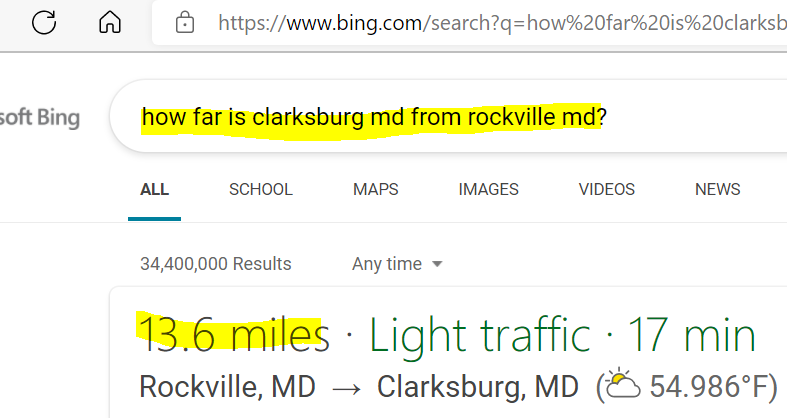 https://www.bing.com/search?q=how%20far%20is%20clarksb
soft Bing
how far is clarksburg md from rockville md?
ALL SCHOOL MAPS IMAGES VIDEOS NEWS
34,400,000 Results Any time
13.6 miles · Light traffic · 17 min
Rockville, MD → Clarksburg, MD (54.986°F)